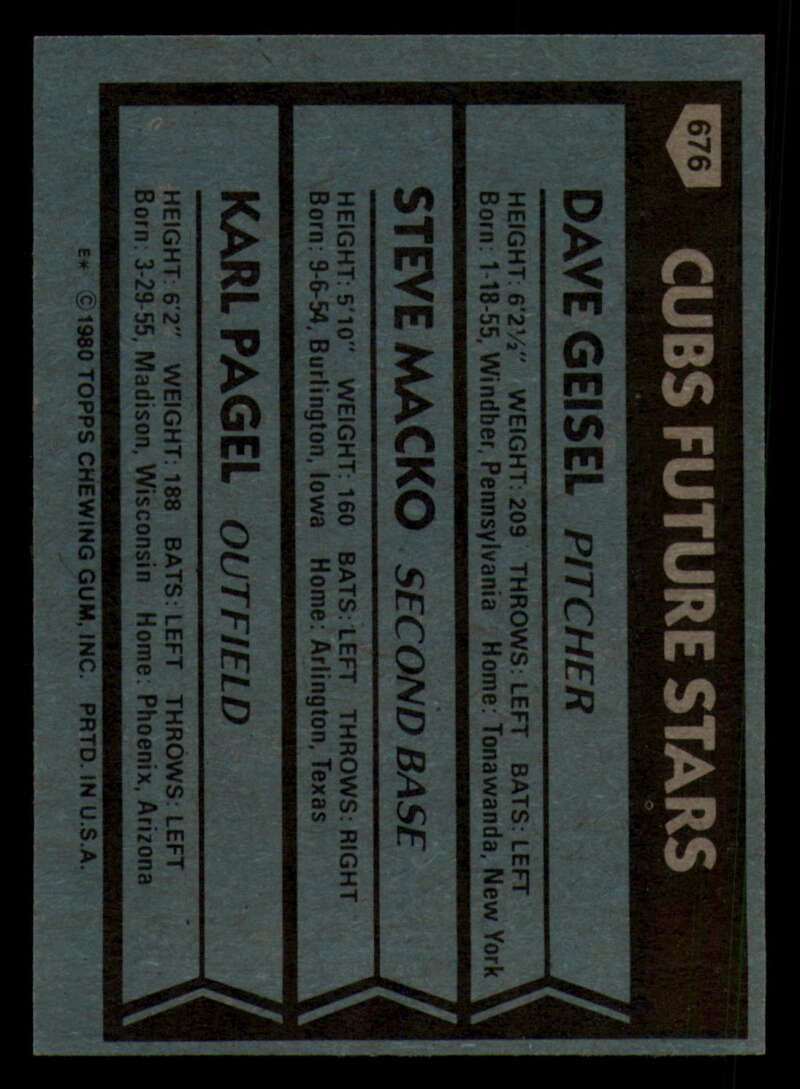 676
CUBS FUTURE STARS
DAVE GEISEL PITCHER
HEIGHT: 6'2½" WEIGHT: 209 THROWS: LEFT BATS: LEFT
Born: 1-18-55, Windber, Pennsylvania Home: Tonawanda, New York
STEVE MACKO SECOND BASE
HEIGHT: 5'10" WEIGHT: 160 BATS: LEFT THROWS: RIGHT
Born: 9-6-54, Burlington, Iowa Home: Arlington, Texas
KARL PAGEL OUTFIELD
HEIGHT: 6'2" WEIGHT: 188 BATS: LEFT THROWS: LEFT
Born: 3-29-55, Madison, Wisconsin Home: Phoenix, Arizona
E* ©1980 TOPPS CHEWING GUM, INC. PRTD. IN U.S.A.